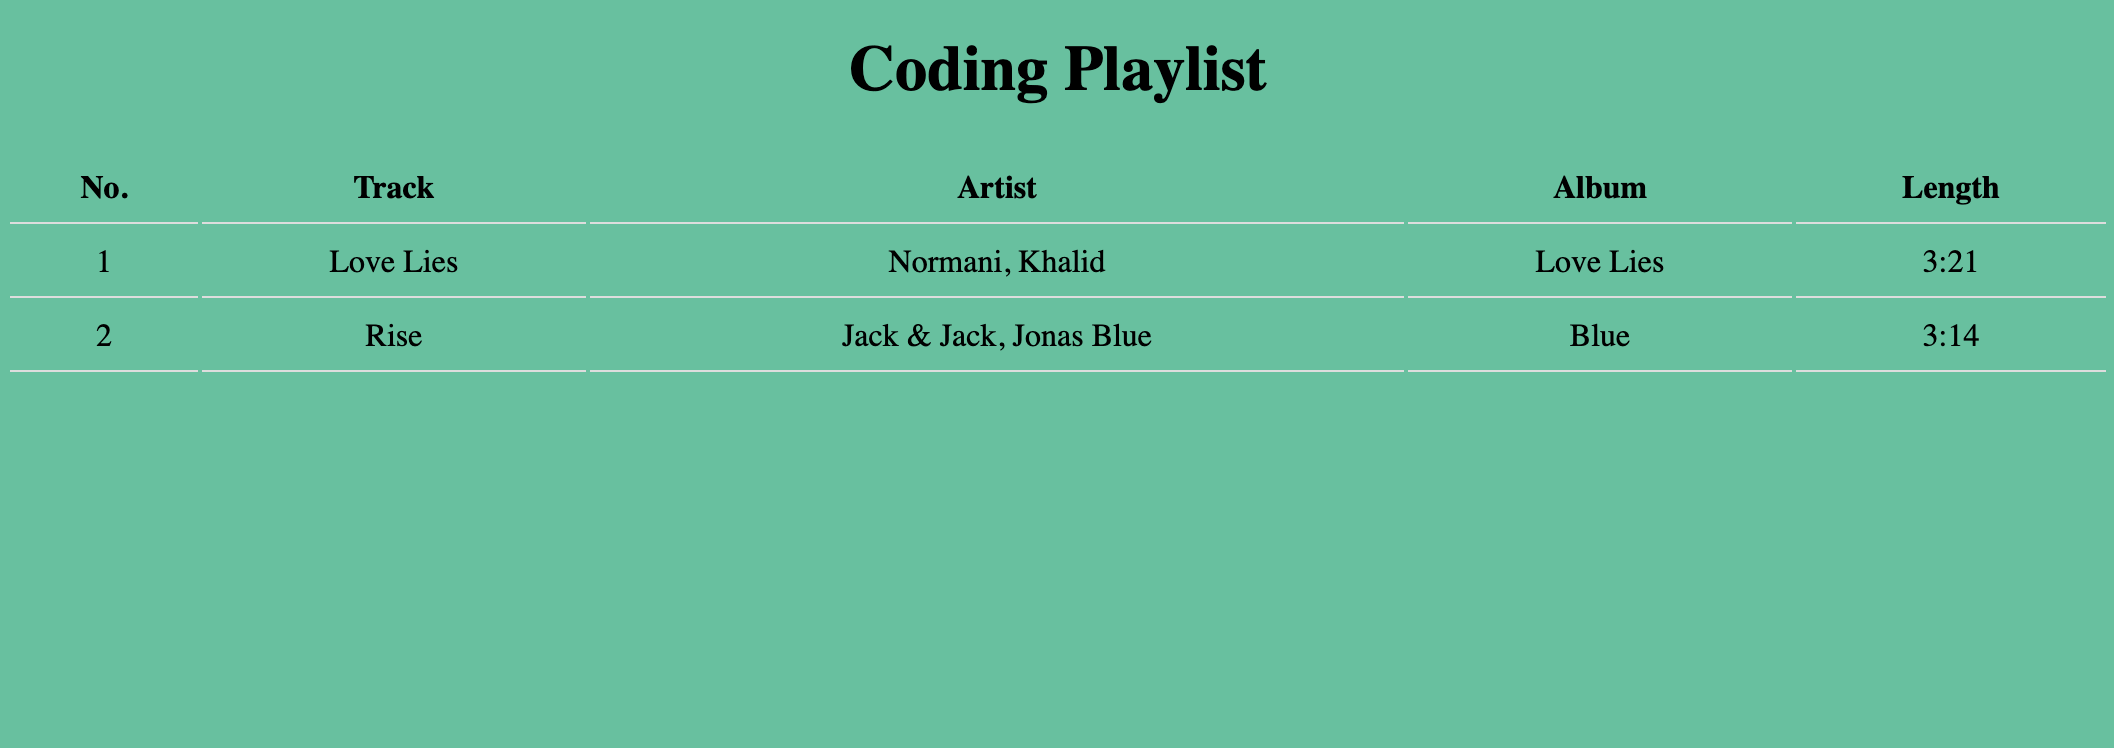 Coding Playlist
No. Track Artist Album Length
1 Love Lies Normani, Khalid Love Lies 3:21
2 Rise Jack & Jack, Jonas Blue Blue 3:14